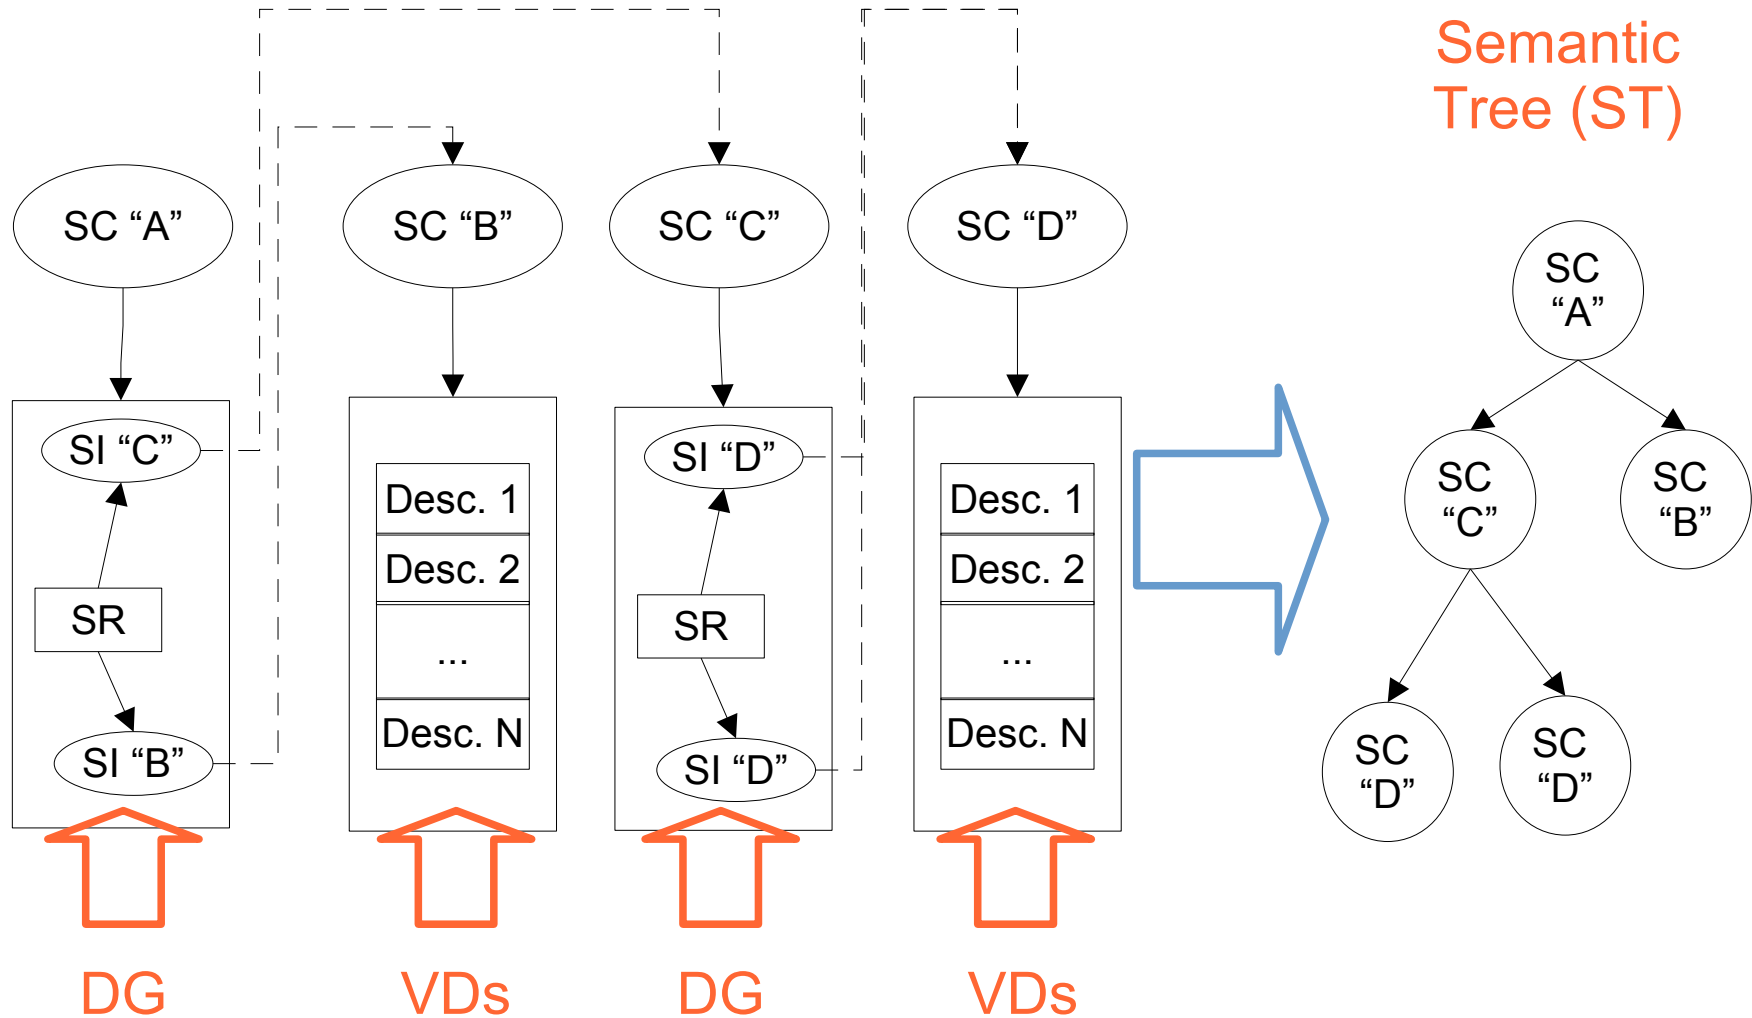 Semantic
Tree (ST)
SC “A”
SC “B”
SC “C”
SC “D”
SI “C”
SR
SI “B”
Desc. 1
Desc. 2
...
Desc. N
SI “D”
SR
SI “D”
Desc. 1
Desc. 2
...
Desc. N
SC
“A”
SC
“C”
SC
“B”
SC
“D”
SC
“D”
DG
VDs
DG
VDs